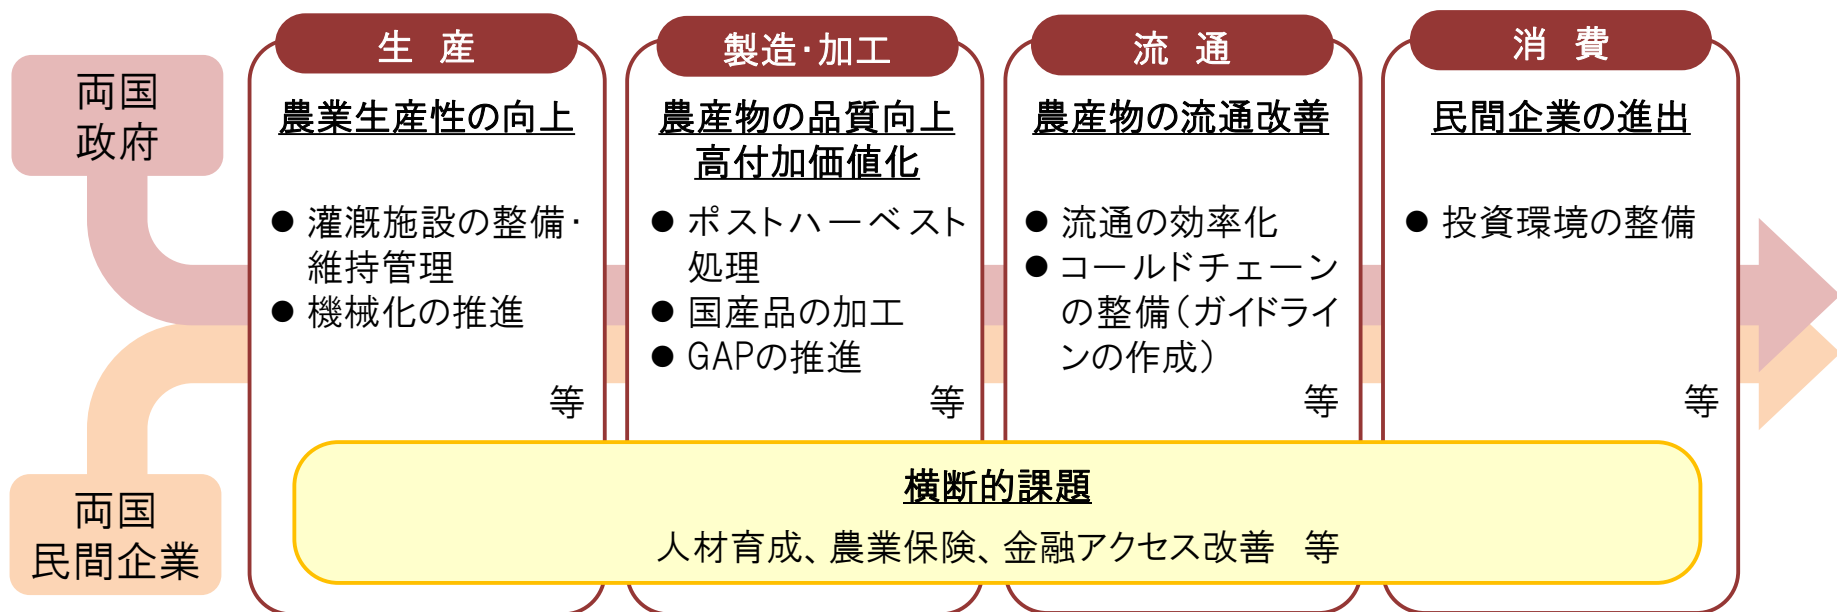 両国
政府
両国
民間企業
生　産
農業生産性の向上
● 灌漑施設の整備・
維持管理
● 機械化の推進
等
製造・加工
農産物の品質向上
高付加価値化
● ポストハーベスト
処理
● 国産品の加工
● GAPの推進
等
流　通
農産物の流通改善
● 流通の効率化
● コールドチェーン
の整備（ガイドライ
ンの作成）
等
消　費
民間企業の進出
● 投資環境の整備
等
横断的課題
人材育成、農業保険、金融アクセス改善　等